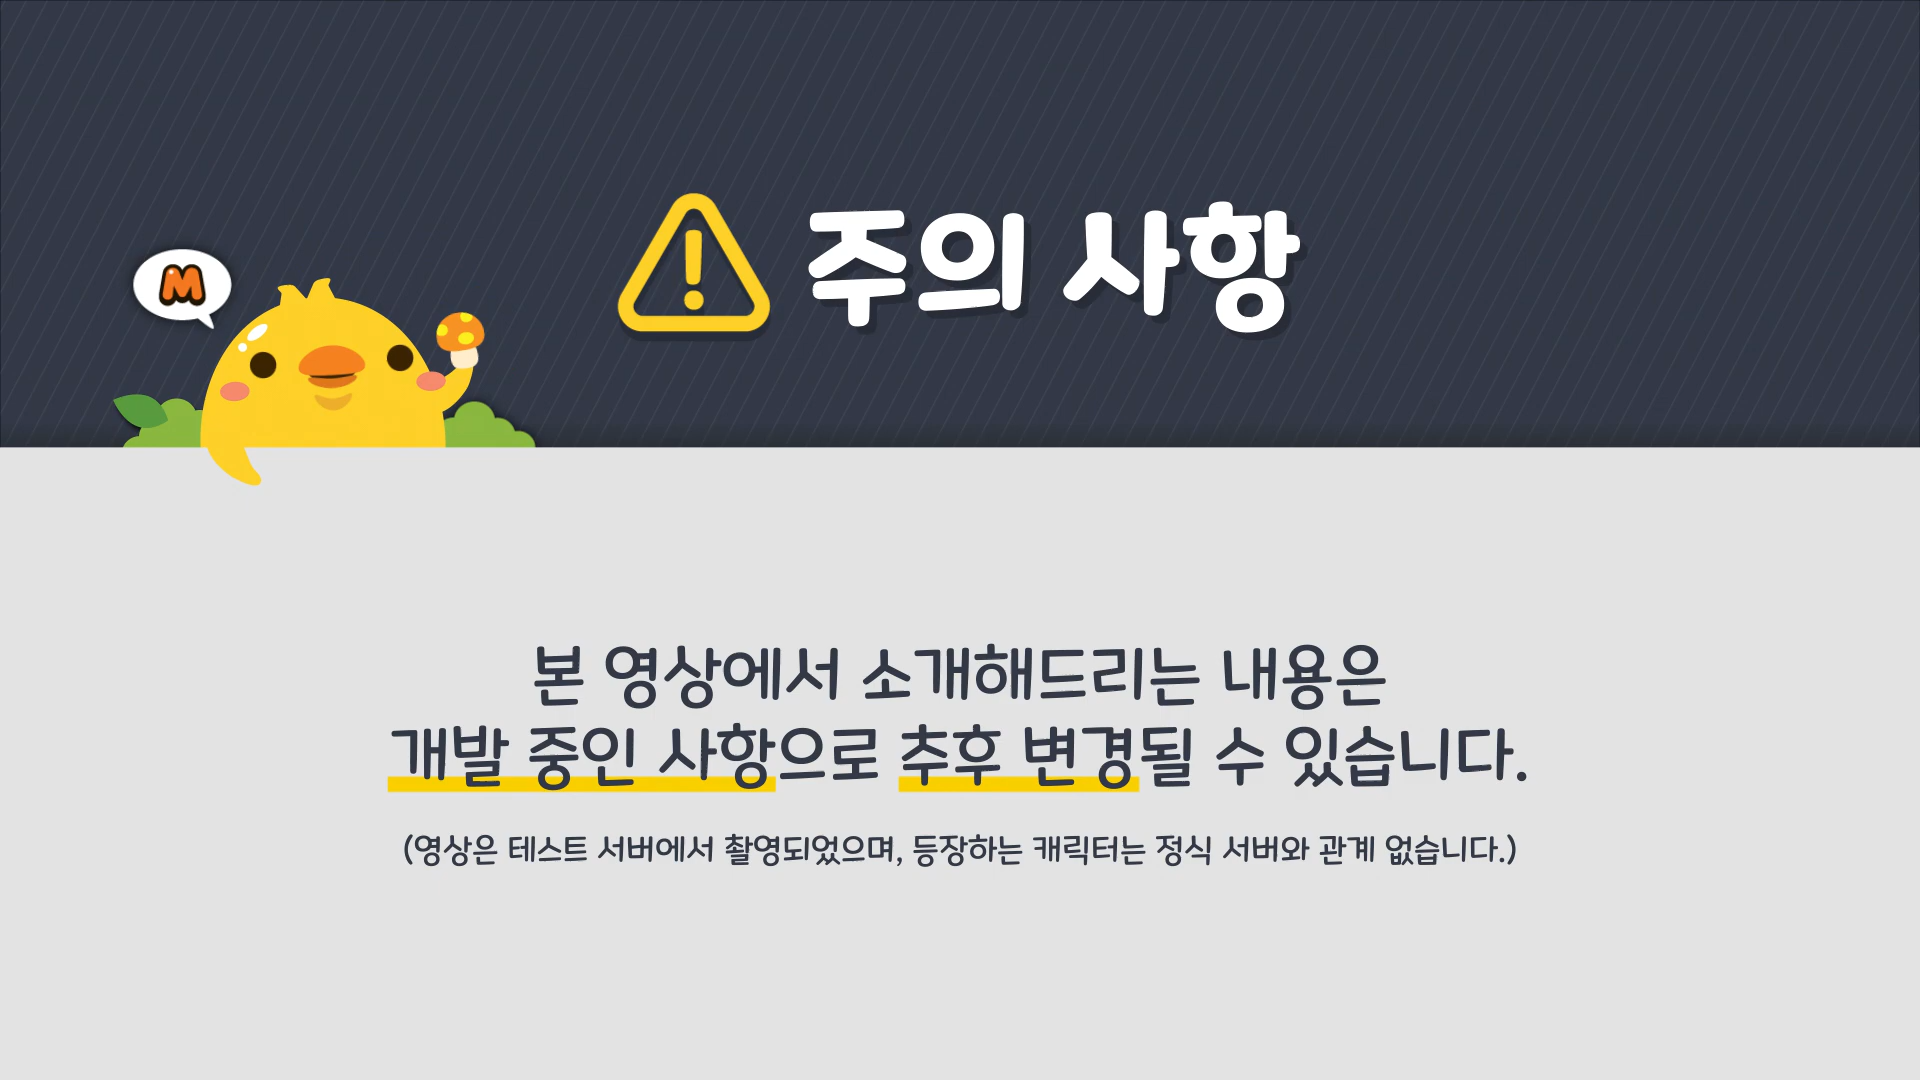 주의 사항
M
본 영상에서 소개해드리는 내용은
개발 중인 사항으로 추후 변경될 수 있습니다.
(영상은 테스트 서버에서 촬영되었으며, 등장하는 캐릭터는 정식 서버와 관계 없습니다.)